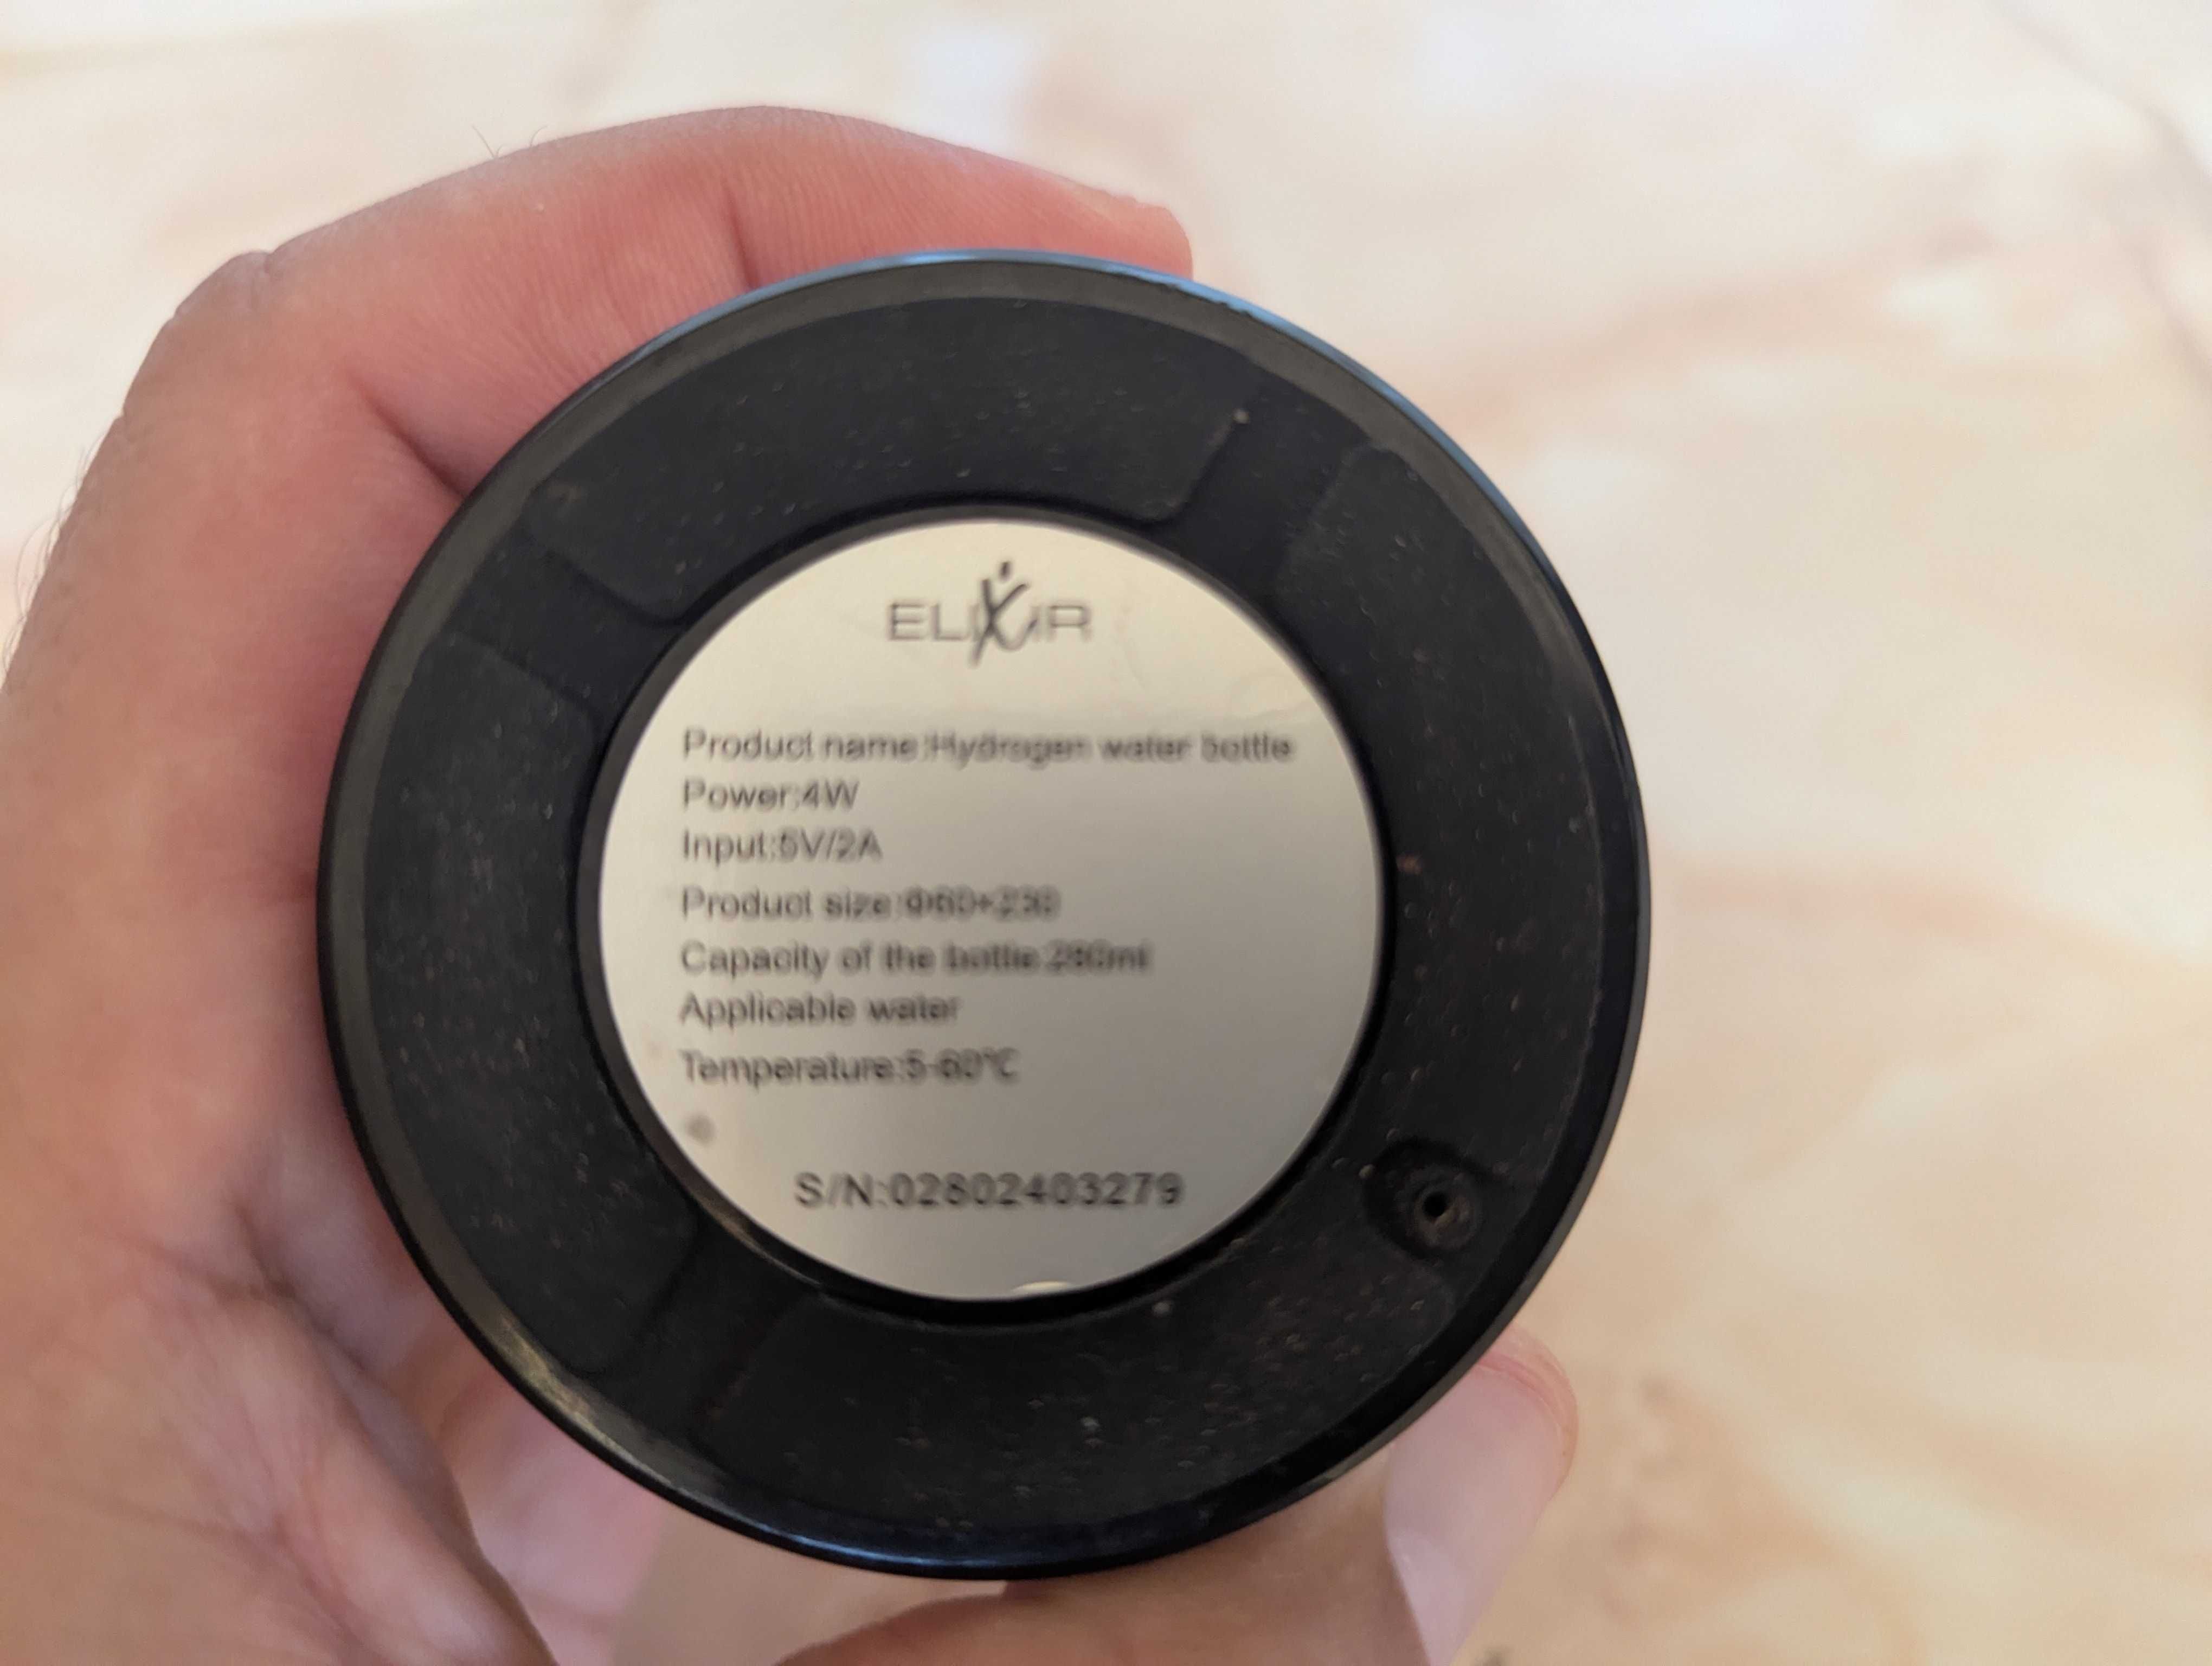 ELIXIR
Product name:Hydrogen water bottle
Power:4W
Input:5V/2A
Product size:Φ60*230
Capacity of the bottle:280ml
Applicable water
Temperature:5-60℃
S/N:02802403279